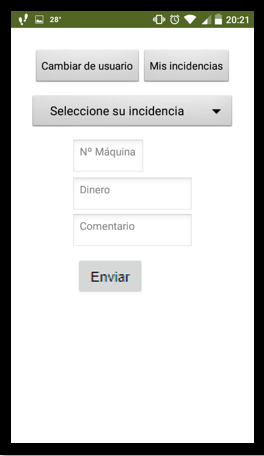 28° 20:21
Cambiar de usuario Mis incidencias
Seleccione su incidencia
Nº Máquina
Dinero
Comentario
Enviar